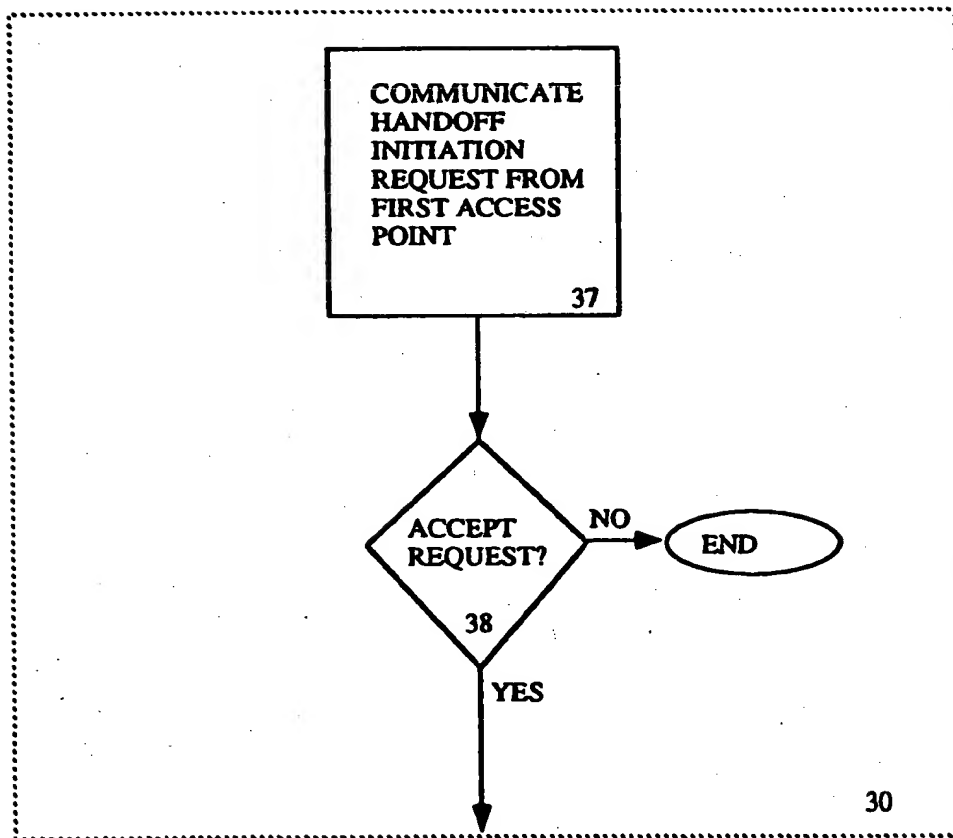 COMMUNICATE
HANDOFF
INITIATION
REQUEST FROM
FIRST ACCESS
POINT
37
ACCEPT
REQUEST?
38
NO
END
YES
30